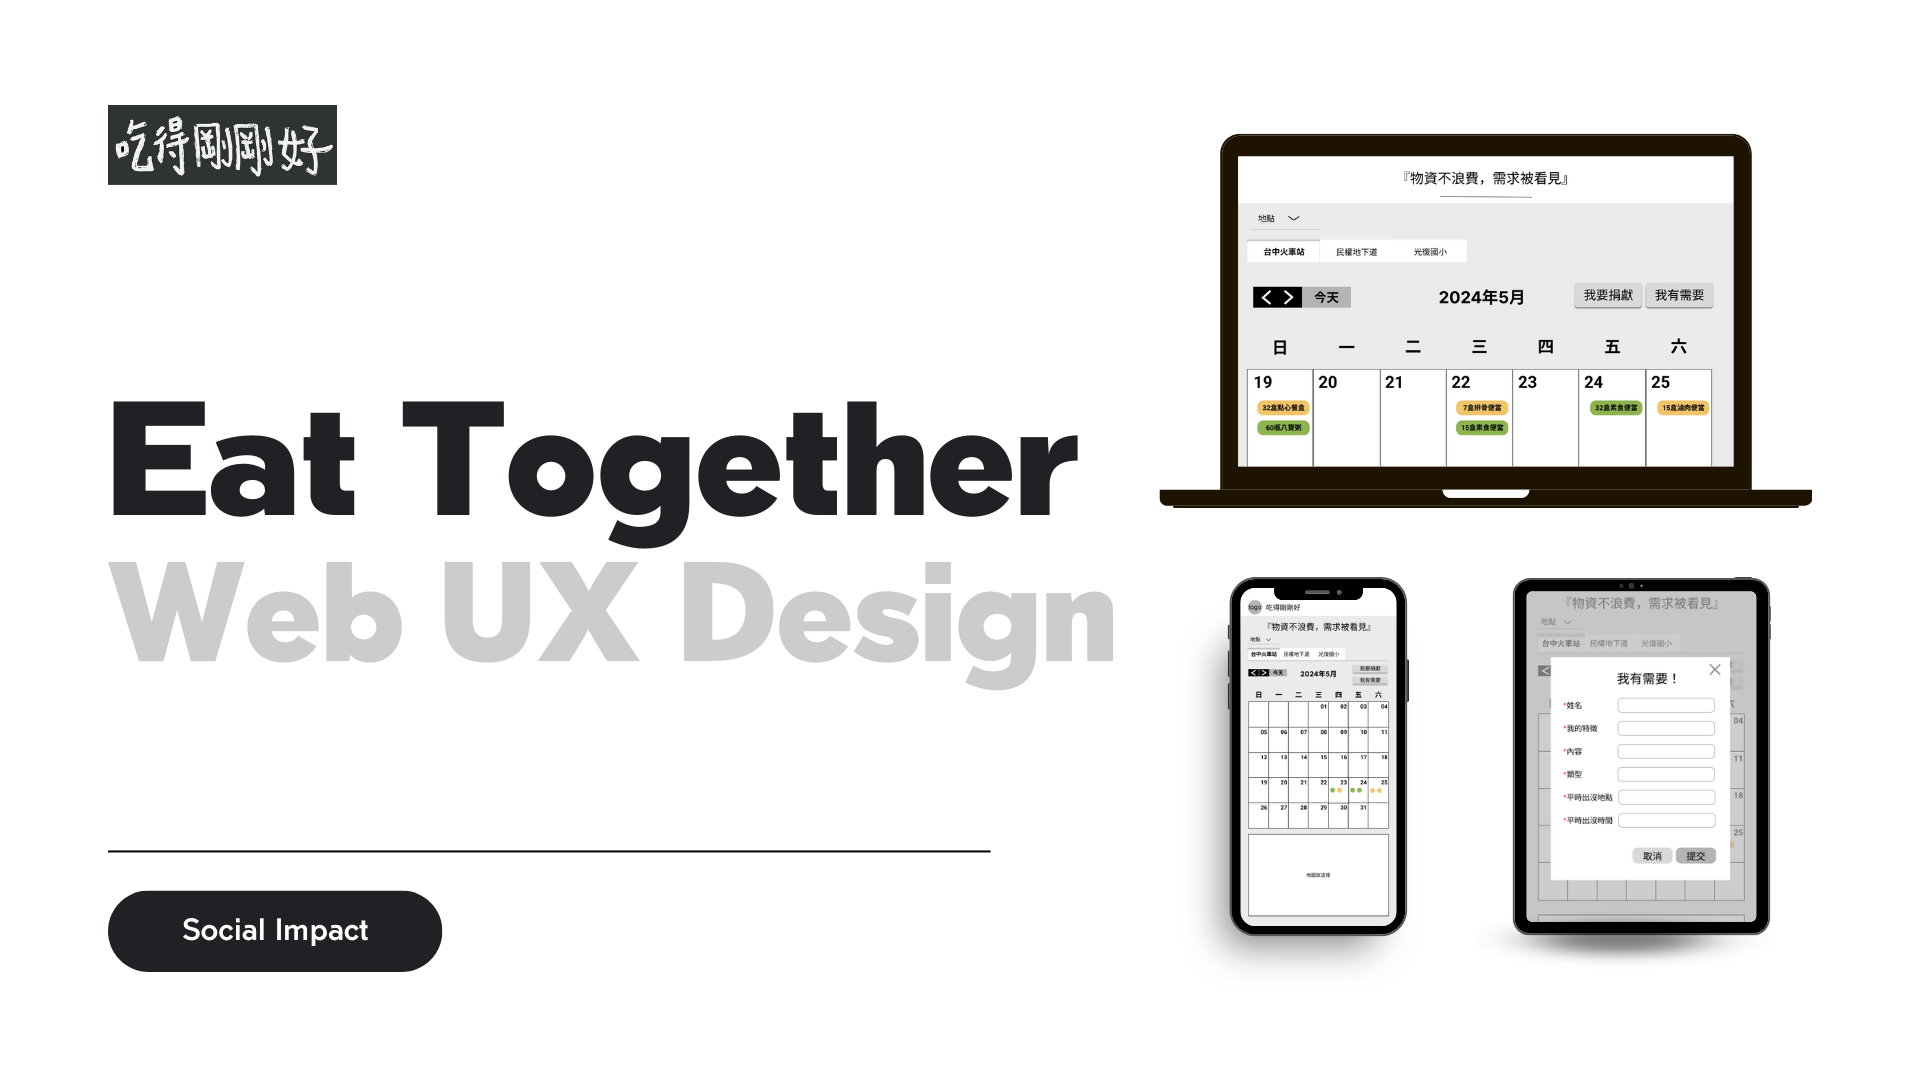 吃得剛剛好
Eat Together
Web UX Design
Social Impact
『物資不浪費，需求被看見』
地點
台中火車站 民權地下道 光復國小
今天 2024年5月 我要捐獻 我有需要
日 一 二 三 四 五 六
19 20 21 22 23 24 25
32盒點心餐盒 7盒排骨便當 32盒素食便當 15盒滷肉便當
60瓶八寶粥 15盒素食便當
logo 吃得剛剛好
『物資不浪費，需求被看見』
地點
台中火車站 民權地下道 光復國小
今天 2024年5月 我要捐獻
我有需要
日 一 二 三 四 五 六
01 02 03 04
05 06 07 08 09 10 11
12 13 14 15 16 17 18
19 20 21 22 23 24 25
26 27 28 29 30 31
地圖放這裡
『物資不浪費，需求被看見』
地點
台中火車站 民權地下道 光復國小
我有需要！
*姓名
*我的特徵
04
*內容
11
*類型
*平時出沒地點
18
*平時出沒時間
25
取消 提交